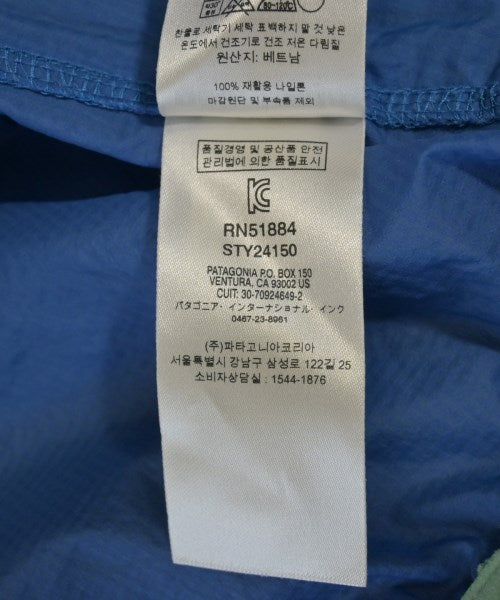 80~120℃
찬물로 세탁기 세탁 표백하지 말 것 낮은
온도에서 건조기로 건조 저온 다림질
원산지: 베트남
100% 재활용 나일론
마감원단 및 부속품 제외
품질경영 및 공산품 안전
관리법에 의한 품질표시
RN51884
STY24150
PATAGONIA P.O. BOX 150
VENTURA, CA 93002 US
CUIT: 30-70924649-2
パタゴニア・インターナショナル・インク
0467-23-8961
(주)파타고니아코리아
서울특별시 강남구 삼성로 122길 25
소비자상담실 : 1544-1876